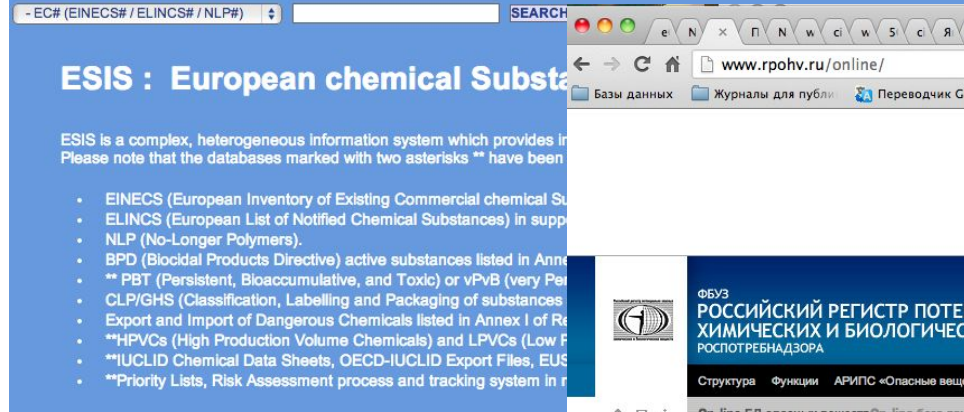 - EC# (EINECS# / ELINCS# / NLP#)
SEARCH
ESIS : European chemical Substa
ESIS is a complex, heterogeneous information system which provides in
Please note that the databases marked with two asterisks ** have been
• EINECS (European Inventory of Existing Commercial chemical Su
• ELINCS (European List of Notified Chemical Substances) in supp
• NLP (No-Longer Polymers).
• BPD (Biocidal Products Directive) active substances listed in Anne
• ** PBT (Persistent, Bioaccumulative, and Toxic) or vPvB (very Per
• CLP/GHS (Classification, Labelling and Packaging of substances
• Export and Import of Dangerous Chemicals listed in Annex I of Re
• **HPVCs (High Production Volume Chemicals) and LPVCs (Low P
• **IUCLID Chemical Data Sheets, OECD-IUCLID Export Files, EUS
• **Priority Lists, Risk Assessment process and tracking system in r
e N × П N w ci w 5 ci Я
www.rpohv.ru/online/
Базы данных Журналы для публи Переводчик G
ФБУЗ
РОССИЙСКИЙ РЕГИСТР ПОТЕ
ХИМИЧЕСКИХ И БИОЛОГИЧЕС
РОСПОТРЕБНАДЗОРА
Структура Функции АРИПС «Опасные веще